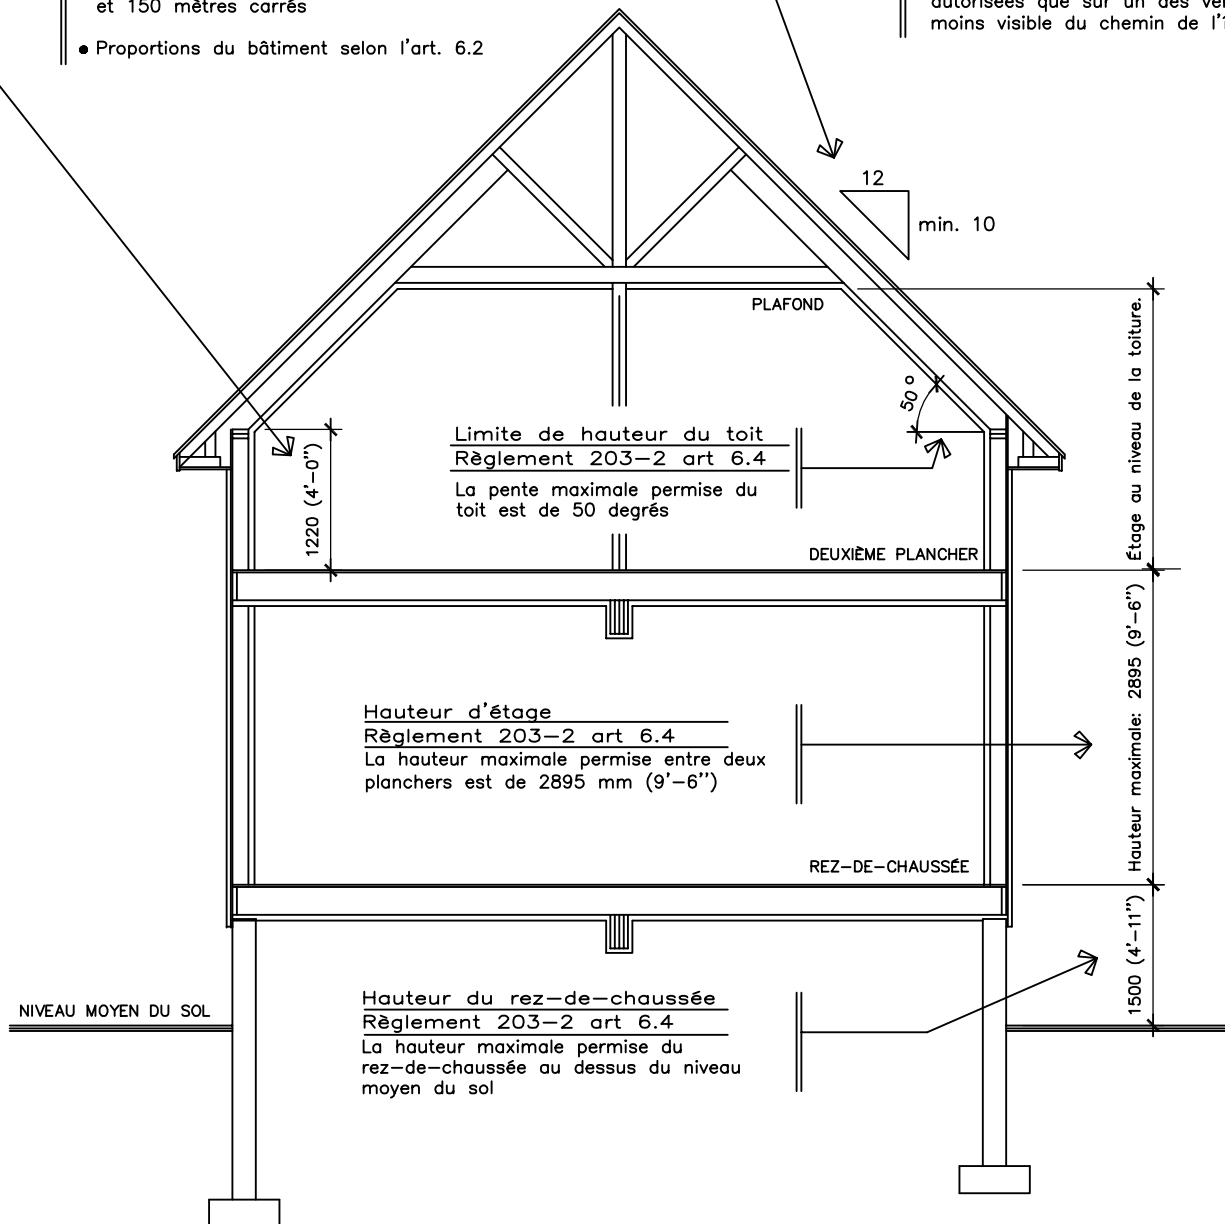 et 150 mètres carrés
● Proportions du bâtiment selon l'art. 6.2
autorisées que sur un des
moins visible du chemin de
12
min. 10
PLAFOND
50°
Étage au niveau de la toiture.
Limite de hauteur du toit
Règlement 203-2 art 6.4
La pente maximale permise du
toit est de 50 degrés
1220 (4'-0")
DEUXIÈME PLANCHER
Hauteur d'étage
Règlement 203-2 art 6.4
La hauteur maximale permise entre deux
planchers est de 2895 mm (9'-6")
Hauteur maximale: 2895 (9'-6")
REZ-DE-CHAUSSÉE
1500 (4'-11")
NIVEAU MOYEN DU SOL
Hauteur du rez-de-chaussée
Règlement 203-2 art 6.4
La hauteur maximale permise du
rez-de-chaussée au dessus du niveau
moyen du sol